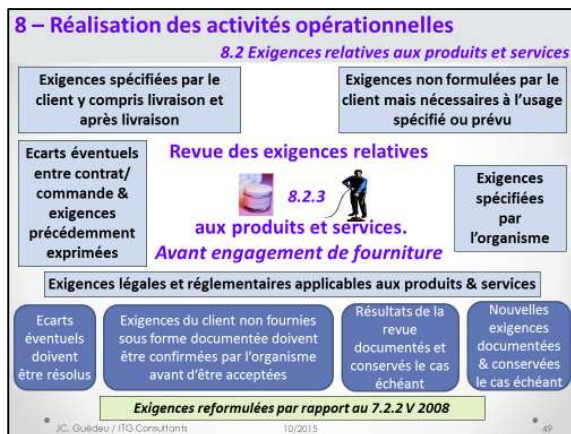 8 – Réalisation des activités opérationnelles
8.2 Exigences relatives aux produits et services
Exigences spécifiées par le
client y compris livraison et
après livraison
Exigences non formulées par le
client mais nécessaires à l'usage
spécifié ou prévu
Ecarts éventuels
entre contrat/
commande &
exigences
précédemment
exprimées
Revue des exigences relatives
8.2.3
aux produits et services.
Avant engagement de fourniture
Exigences
spécifiées
par
l'organisme
Exigences légales et réglementaires applicables aux produits & services
Ecarts
éventuels
doivent
être résolus
Exigences du client non fournies
sous forme documentée doivent
être confirmées par l'organisme
avant d'être acceptées
Résultats de la
revue
documentés et
conservés le cas
échéant
Nouvelles
exigences
documentées
& conservées
le cas échéant
Exigences reformulées par rapport au 7.2.2 V 2008
JC. Guédeu / ITG Consultants
10/2015
49